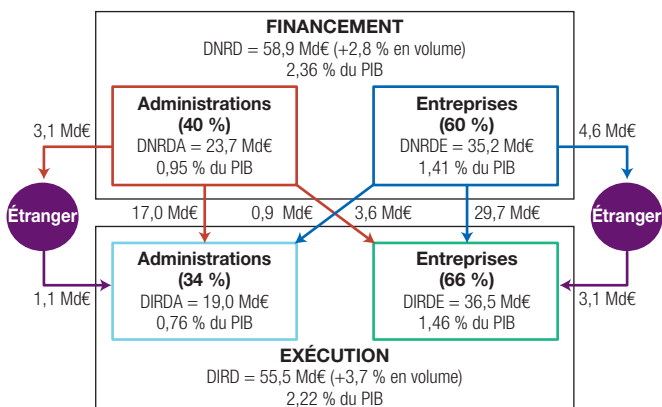 FINANCEMENT
DNRD = 58,9 Md€ (+2,8 % en volume)
2,36 % du PIB
Administrations
(40 %)
DNRDA = 23,7 Md€
0,95 % du PIB
Entreprises
(60 %)
DNRDE = 35,2 Md€
1,41 % du PIB
3,1 Md€
4,6 Md€
Étranger
17,0 Md€
0,9 Md€
3,6 Md€
29,7 Md€
Étranger
Administrations
(34 %)
DIRDA = 19,0 Md€
0,76 % du PIB
Entreprises
(66 %)
DIRDE = 36,5 Md€
1,46 % du PIB
1,1 Md€
3,1 Md€
EXÉCUTION
DIRD = 55,5 Md€ (+3,7 % en volume)
2,22 % du PIB